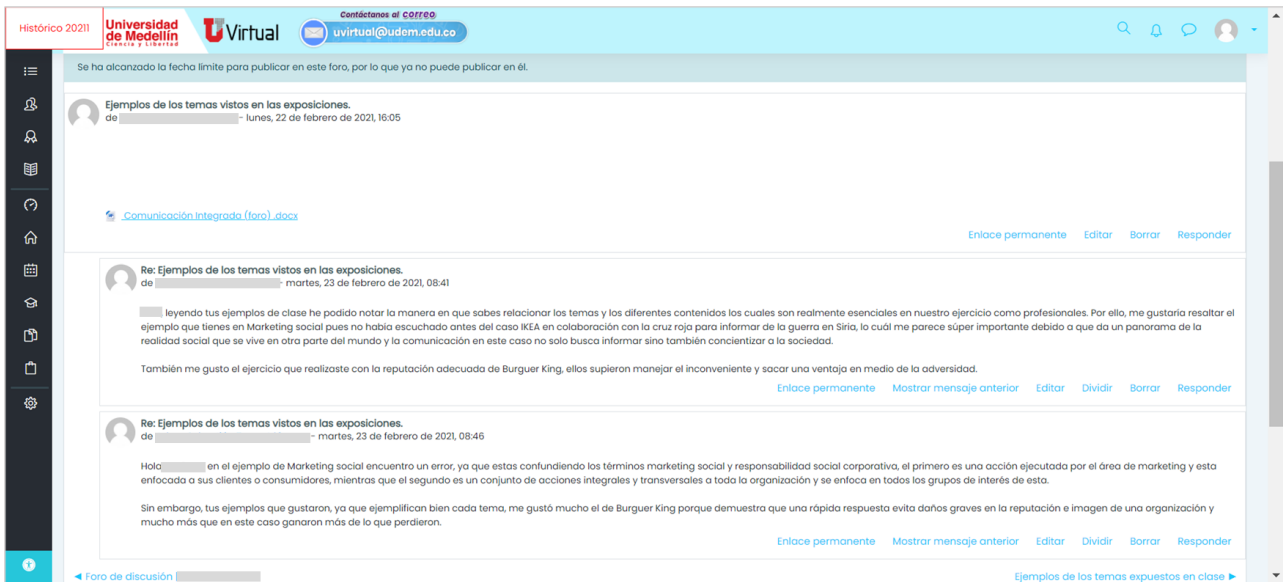 Histórico 20211
Universidad
de Medellín
Ciencia y Libertad
UVirtual
Contáctanos al correo
uvirtual@udem.edu.co
Se ha alcanzado la fecha límite para publicar en este foro, por lo que ya no puede publicar en él.
Ejemplos de los temas vistos en las exposiciones.
de - lunes, 22 de febrero de 2021, 16:05
Comunicación Integrada (foro) .docx
Enlace permanente Editar Borrar Responder
Re: Ejemplos de los temas vistos en las exposiciones.
de - martes, 23 de febrero de 2021, 08:41
, leyendo tus ejemplos de clase he podido notar la manera en que sabes relacionar los temas y los diferentes contenidos los cuales son realmente esenciales en nuestro ejercicio como profesionales. Por ello, me gustaria resaltar el
ejemplo que tienes en Marketing social pues no habia escuchado antes del caso IKEA en colaboración con la cruz roja para informar de la guerra en Siria, lo cuál me parece súper importante debido a que da un panorama de la
realidad social que se vive en otra parte del mundo y la comunicación en este caso no solo busca informar sino también concientizar a la sociedad.
También me gusto el ejercicio que realizaste con la reputación adecuada de Burguer King, ellos supieron manejar el inconveniente y sacar una ventaja en medio de la adversidad.
Enlace permanente Mostrar mensaje anterior Editar Dividir Borrar Responder
Re: Ejemplos de los temas vistos en las exposiciones.
de - martes, 23 de febrero de 2021, 08:46
Hola en el ejemplo de Marketing social encuentro un error, ya que estas confundiendo los términos marketing social y responsabilidad social corporativa, el primero es una acción ejecutada por el área de marketing y esta
enfocada a sus clientes o consumidores, mientras que el segundo es un conjunto de acciones integrales y transversales a toda la organización y se enfoca en todos los grupos de interés de esta.
Sin embargo, tus ejemplos que gustaron, ya que ejemplifican bien cada tema, me gustó mucho el de Burguer King porque demuestra que una rápida respuesta evita daños graves en la reputación e imagen de una organización y
mucho más que en este caso ganaron más de lo que perdieron.
Enlace permanente Mostrar mensaje anterior Editar Dividir Borrar Responder
◀ Foro de discusión
Ejemplos de los temas expuestos en clase ▶